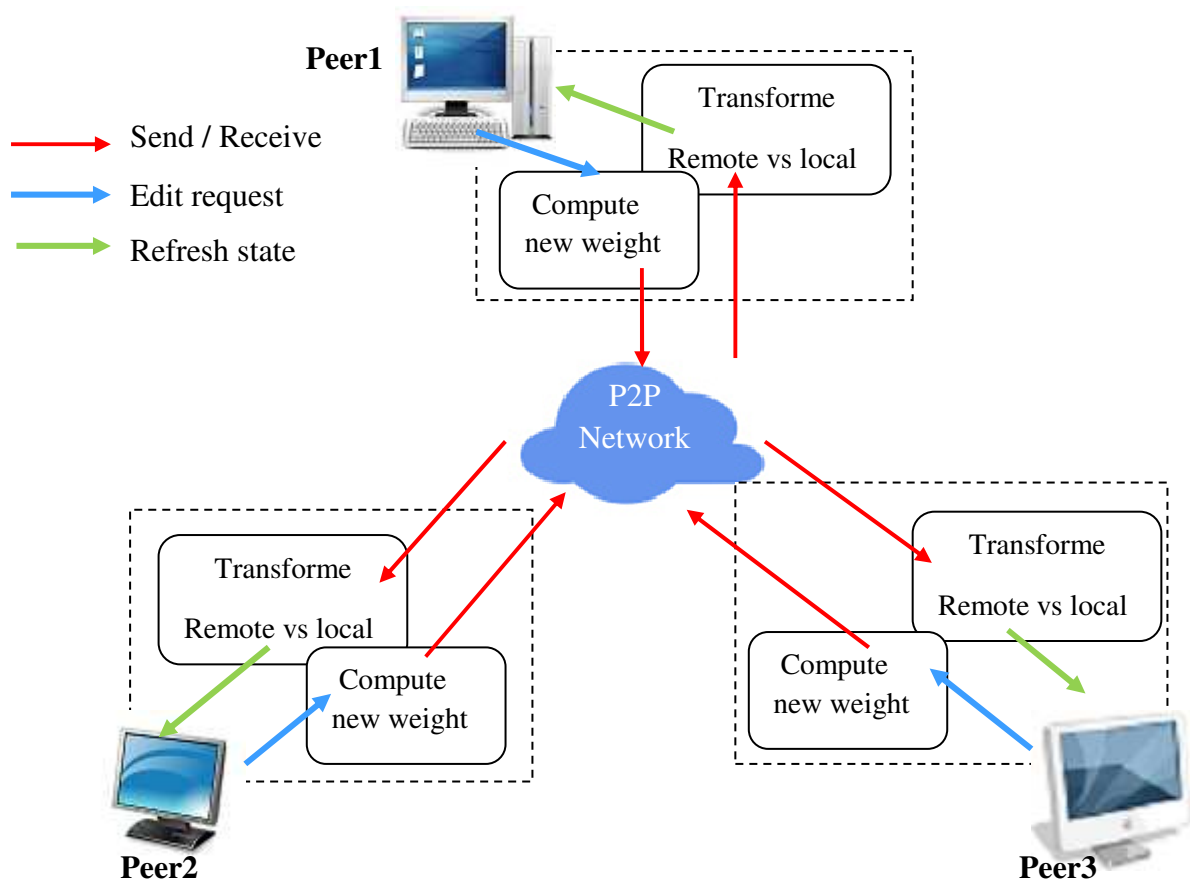 Peer1
Send / Receive
Edit request
Refresh state
Transforme
Remote vs local
Compute
new weight
P2P
Network
Transforme
Remote vs local
Compute
new weight
Peer2
Transforme
Remote vs local
Compute
new weight
Peer3